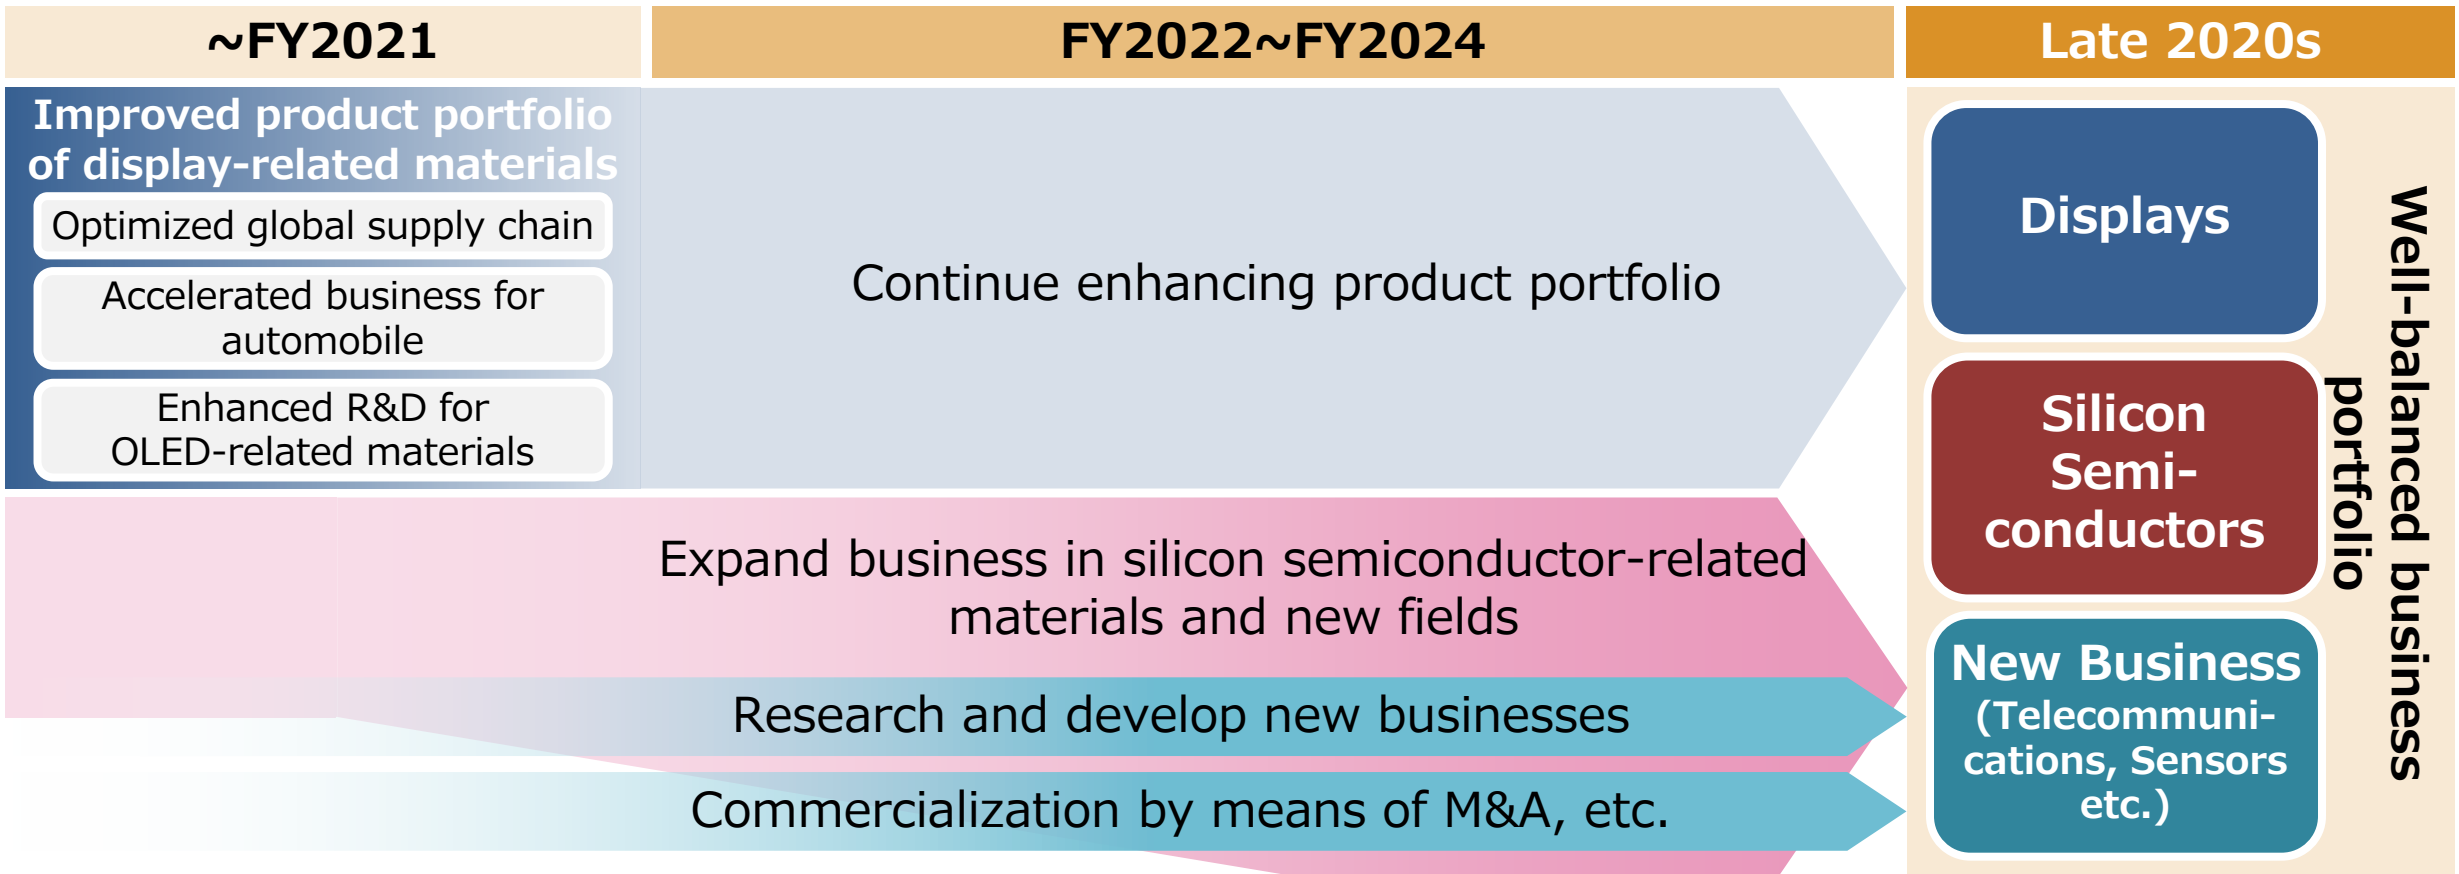 ~FY2021
FY2022~FY2024
Late 2020s
Improved product portfolio
of display-related materials
Optimized global supply chain
Accelerated business for
automobile
Enhanced R&D for
OLED-related materials
Continue enhancing product portfolio
Expand business in silicon semiconductor-related
materials and new fields
Research and develop new businesses
Commercialization by means of M&A, etc.
Displays
Silicon
Semi-
conductors
New Business
(Telecommuni-
cations, Sensors
etc.)
Well-balanced business
portfolio